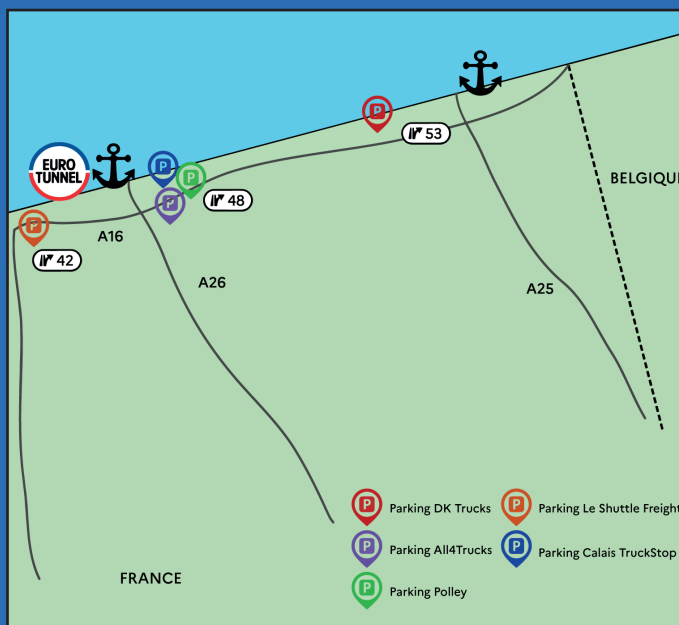 53
BELGIQUE
EURO
TUNNEL
P
P
P
P
P
48
A16
42
A26
A25
P Parking DK Trucks
P Parking Le Shuttle Freight
P Parking All4Trucks
P Parking Calais TruckStop
P Parking Polley
FRANCE